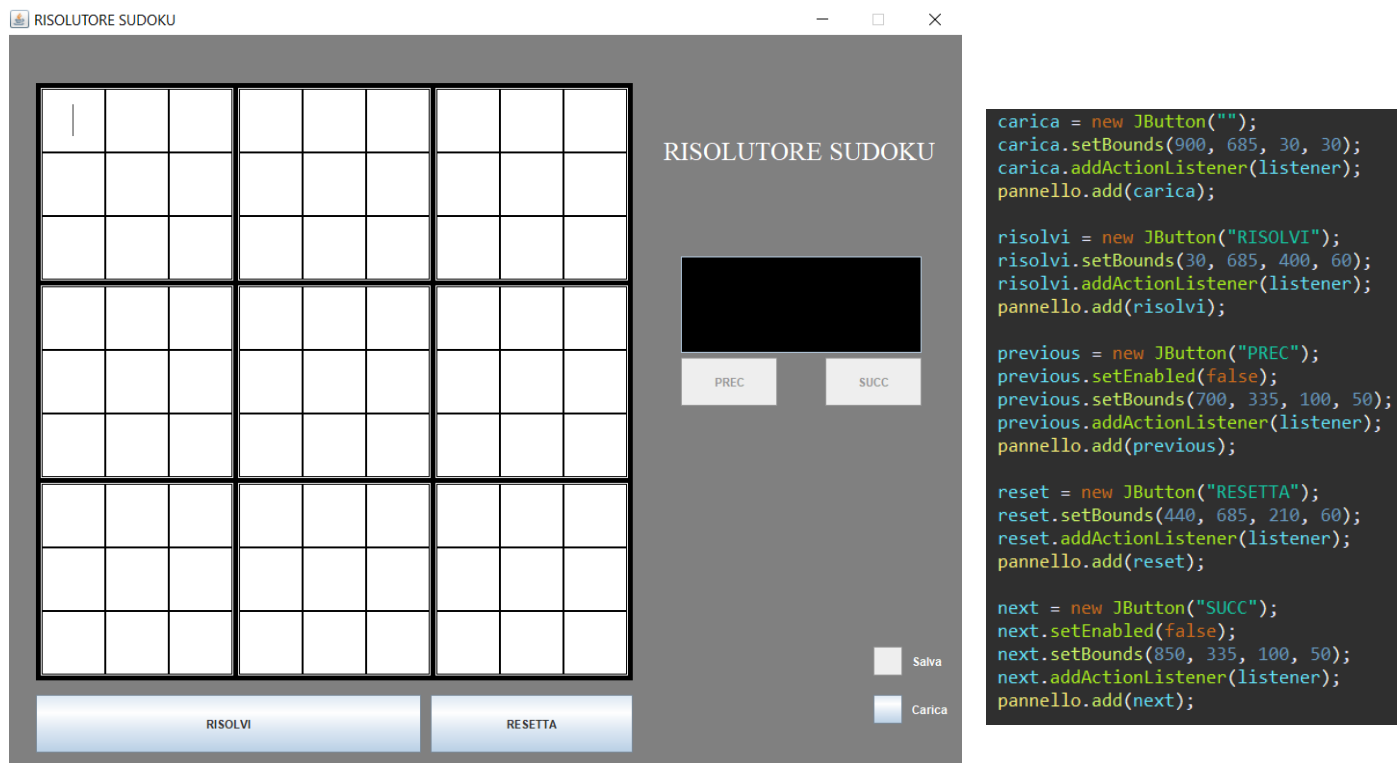 RISOLUTORE SUDOKU
RISOLUTORE SUDOKU
PREC
SUCC
Salva
Carica
RISOLVI
RESETTA
carica = new JButton("");
carica.setBounds(900, 685, 30, 30);
carica.addActionListener(listener);
pannello.add(carica);
risolvi = new JButton("RISOLVI");
risolvi.setBounds(30, 685, 400, 60);
risolvi.addActionListener(listener);
pannello.add(risolvi);
previous = new JButton("PREC");
previous.setEnabled(false);
previous.setBounds(700, 335, 100, 50);
previous.addActionListener(listener);
pannello.add(previous);
reset = new JButton("RESETTA");
reset.setBounds(440, 685, 210, 60);
reset.addActionListener(listener);
pannello.add(reset);
next = new JButton("SUCC");
next.setEnabled(false);
next.setBounds(850, 335, 100, 50);
next.addActionListener(listener);
pannello.add(next);